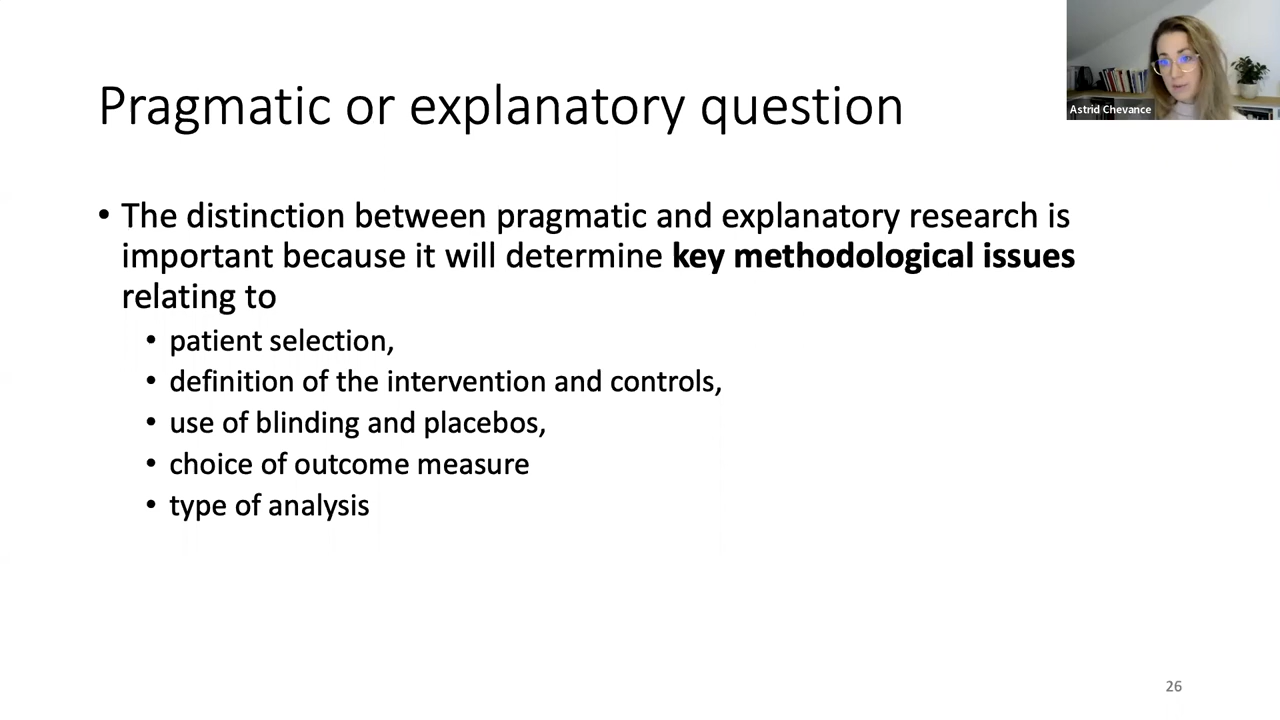 Astrid Chevance
Pragmatic or explanatory question
• The distinction between pragmatic and explanatory research is
important because it will determine key methodological issues
relating to
• patient selection,
• definition of the intervention and controls,
• use of blinding and placebos,
• choice of outcome measure
• type of analysis
26